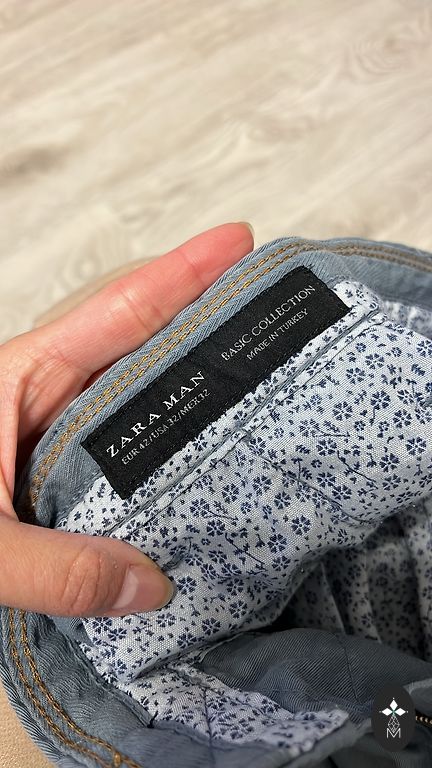 ZARA MAN
EUR 42/USA 32/MEX 32
BASIC COLLECTION
MADE IN TURKEY
M